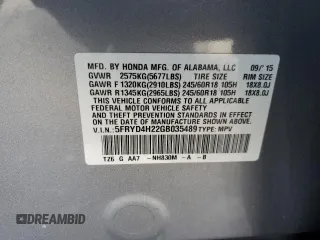 MFD. BY HONDA MFG. OF ALABAMA, LLC 09/ 15
GVWR 2575KG(5677LBS) TIRE SIZE RIM SIZE
GAWR F 1320KG(2910LBS) 245/60R18 105H 18X8.0J
GAWR R1345KG(2965LBS) 245/60R18 105H 18X8.0J
THIS VEHICLE CONFORMS TO ALL APPLICABLE FEDERAL MOTOR VEHICLE SAFETY AND THEFT PREVENTION STANDARDS IN EFFECT ON THE DATE OF MANUFACTURE SHOWN ABOVE.
V.I.N.: 5FRYD4H22GB035489 TYPE: MPV
TZ6 G AA7 -NH830M -A -B